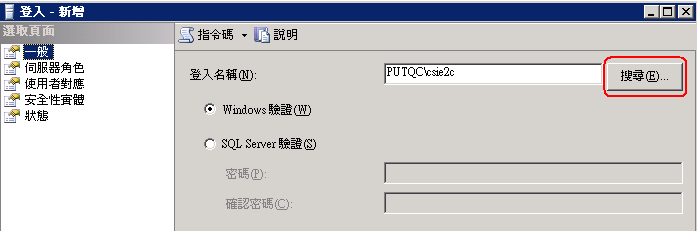 登入 - 新增
選取頁面
一般
伺服器角色
使用者對應
安全性實體
狀態
指令碼 說明
登入名稱(N): PUTQC\csie2c 搜尋(E)...
Windows 驗證(W)
SQL Server 驗證(S)
密碼(P):
確認密碼(C):